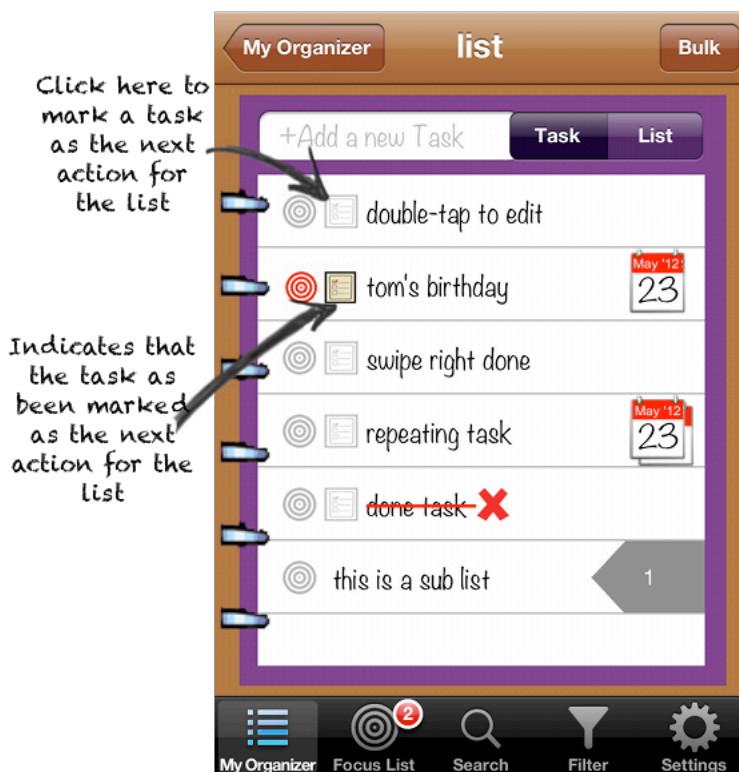 My Organizer
list
Bulk
Click here to
mark a task
as the next
action for
the list
+Add a new Task
Task
List
double-tap to edit
tom's birthday
May '12
23
Indicates that
the task as
been marked
as the next
action for the
list
swipe right done
repeating task
May '12
23
done task
this is a sub list
1
My Organizer
Focus List
2
Search
Filter
Settings